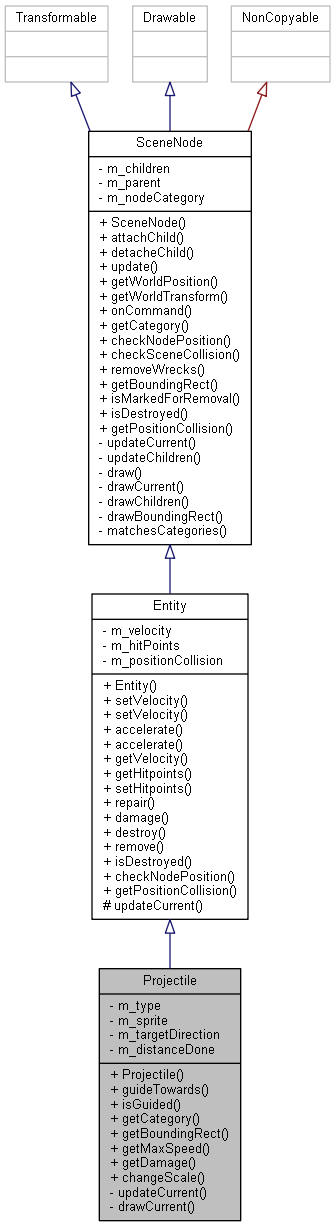 Transformable
Drawable
NonCopyable
SceneNode
- m_children
- m_parent
- m_nodeCategory
+ SceneNode()
+ attachChild()
+ detacheChild()
+ update()
+ getWorldPosition()
+ getWorldTransform()
+ onCommand()
+ getCategory()
+ checkNodePosition()
+ checkSceneCollision()
+ removeWrecks()
+ getBoundingRect()
+ isMarkedForRemoval()
+ isDestroyed()
+ getPositionCollision()
- updateCurrent()
- updateChildren()
- draw()
- drawCurrent()
- drawChildren()
- drawBoundingRect()
- matchesCategories()
Entity
- m_velocity
- m_hitPoints
- m_positionCollision
+ Entity()
+ setVelocity()
+ setVelocity()
+ accelerate()
+ accelerate()
+ getVelocity()
+ getHitpoints()
+ setHitpoints()
+ repair()
+ damage()
+ destroy()
+ remove()
+ isDestroyed()
+ checkNodePosition()
+ getPositionCollision()
# updateCurrent()
Projectile
- m_type
- m_sprite
- m_targetDirection
- m_distanceDone
+ Projectile()
+ guideTowards()
+ isGuided()
+ getCategory()
+ getBoundingRect()
+ getMaxSpeed()
+ getDamage()
+ changeScale()
- updateCurrent()
- drawCurrent()